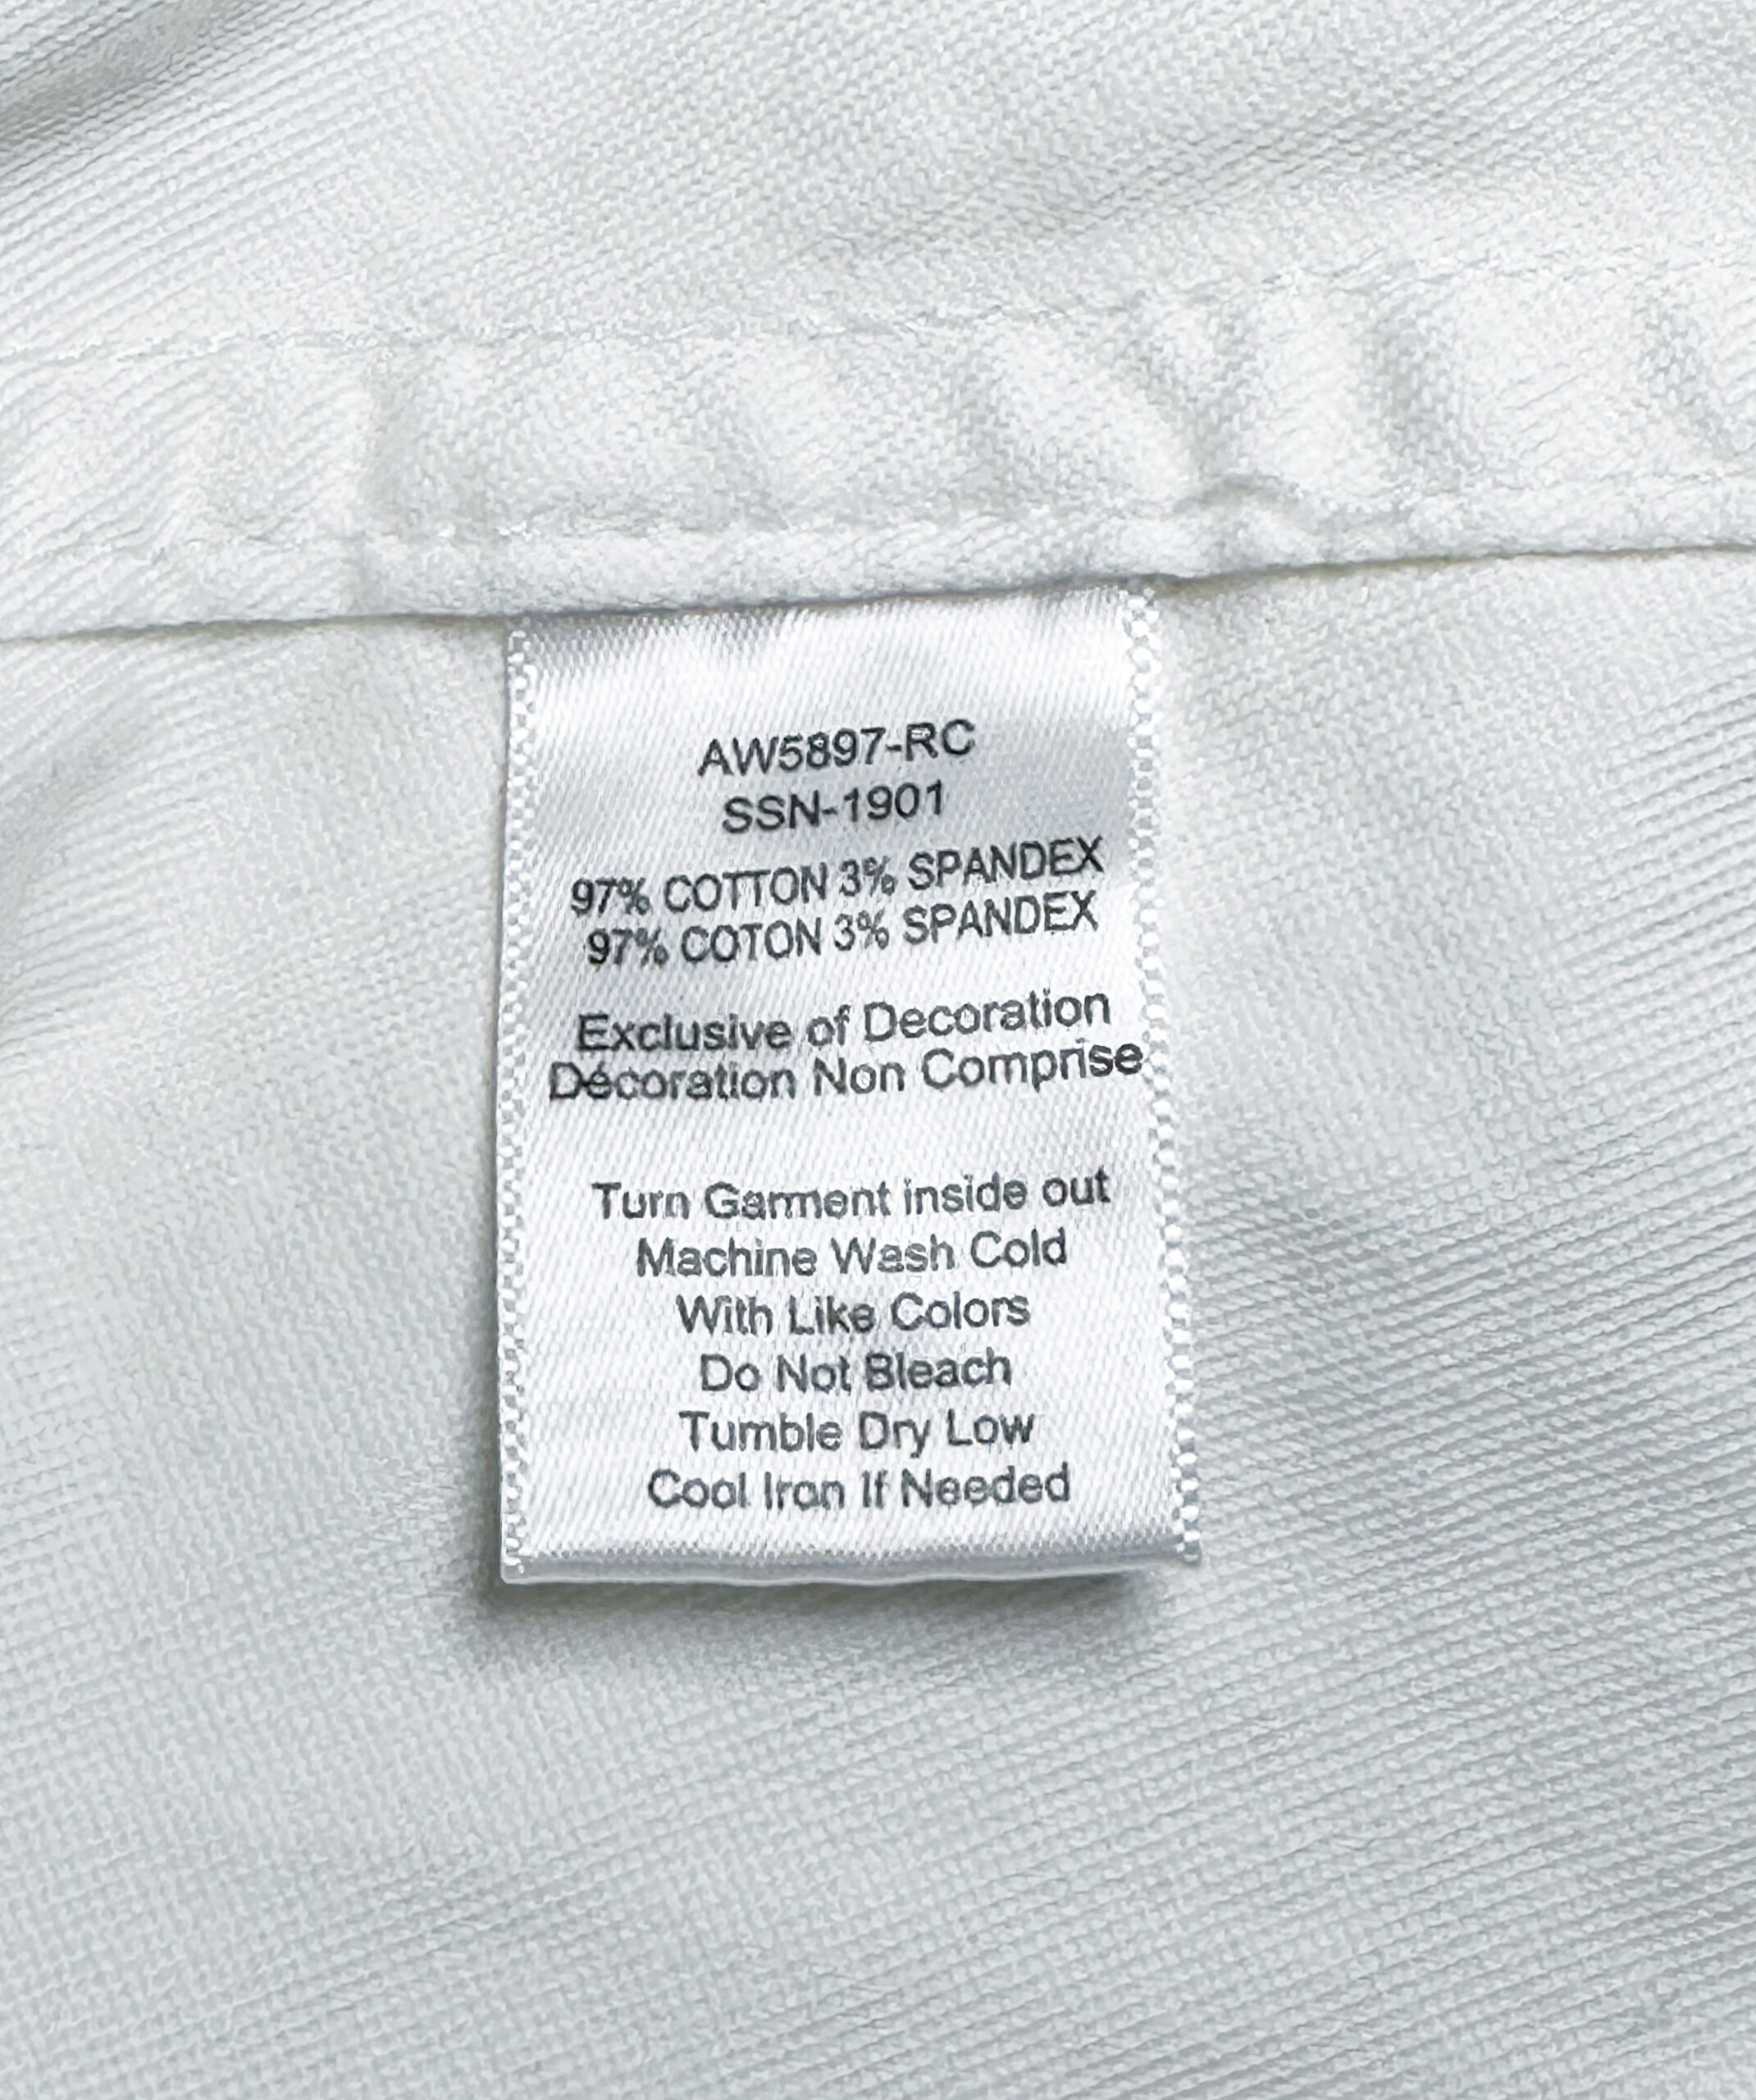 AW5897-RC
SSN-1901
97% COTTON 3% SPANDEX
97% COTON 3% SPANDEX
Exclusive of Decoration
Décoration Non Comprise
Turn Garment inside out
Machine Wash Cold
With Like Colors
Do Not Bleach
Tumble Dry Low
Cool Iron If Needed